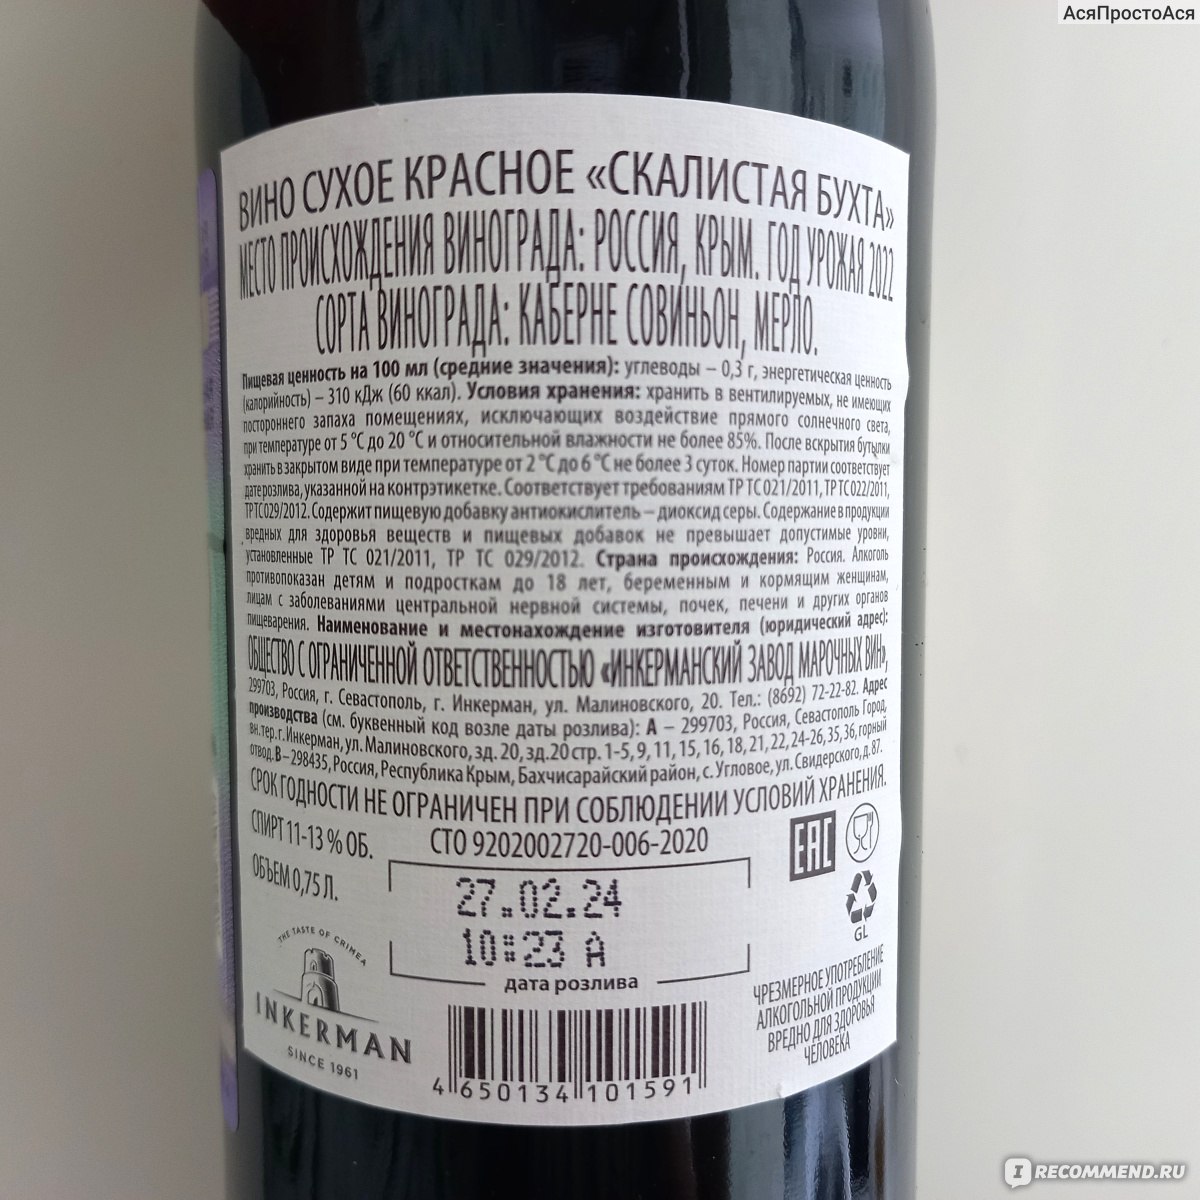 АсяПростоАся
ВИНО СУХОЕ КРАСНОЕ «СКАЛИСТАЯ БУХТА»
МЕСТО ПРОИСХОЖДЕНИЯ ВИНОГРАДА: РОССИЯ, КРЫМ. ГОД УРОЖАЯ 2022
СОРТА ВИНОГРАДА: КАБЕРНЕ СОВИНЬОН, МЕРЛО.
Пищевая ценность на 100 мл (средние значения): углеводы – 0,3 г, энергетическая ценность
(калорийность) – 310 кДж (60 ккал). Условия хранения: хранить в вентилируемых, не имеющих
постороннего запаха помещениях, исключающих воздействие прямого солнечного света,
при температуре от 5 °C до 20 °C и относительной влажности не более 85%. После вскрытия бутылки
хранить в закрытом виде при температуре от 2 °C до 6 °C не более 3 суток. Номер партии соответствует
дате розлива, указанной на контрэтикетке. Соответствует требованиям ТР ТС 021/2011, ТР ТС 022/2011,
ТР ТС 029/2012. Содержит пищевую добавку антиокислитель – диоксид серы. Содержание в продукции
вредных для здоровья веществ и пищевых добавок не превышает допустимые уровни,
установленные ТР ТС 021/2011, ТР ТС 029/2012. Страна происхождения: Россия. Алкоголь
противопоказан детям и подросткам до 18 лет, беременным и кормящим женщинам,
лицам с заболеваниями центральной нервной системы, почек, печени и других органов
пищеварения. Наименование и местонахождение изготовителя (юридический адрес):
ОБЩЕСТВО С ОГРАНИЧЕННОЙ ОТВЕТСТВЕННОСТЬЮ «ИНКЕРМАНСКИЙ ЗАВОД МАРОЧНЫХ ВИН»,
299703, Россия, г. Севастополь, г. Инкерман, ул. Малиновского, 20. Тел.: (8692) 72-22-82. Адрес
производства (см. буквенный код возле даты розлива): А – 299703, Россия, Севастополь Город,
вн.тер.г. Инкерман, ул. Малиновского, зд. 20, зд.20 стр. 1-5, 9, 11, 15, 16, 18, 21, 22, 24-26, 35, 36, горный
отвод. В – 298435, Россия, Республика Крым, Бахчисарайский район, с. Угловое, ул. Свидерского, д. 87.
СРОК ГОДНОСТИ НЕ ОГРАНИЧЕН ПРИ СОБЛЮДЕНИИ УСЛОВИЙ ХРАНЕНИЯ.
СПИРТ 11-13 % ОБ.
СТО 9202002720-006-2020
ОБЪЕМ 0,75 Л.
EAC
27.02.24
10:23 А
дата розлива
GL
THE TASTE OF CRIMEA
INKERMAN
SINCE 1961
ЧРЕЗМЕРНОЕ УПОТРЕБЛЕНИЕ
АЛКОГОЛЬНОЙ ПРОДУКЦИИ
ВРЕДНО ДЛЯ ЗДОРОВЬЯ
ЧЕЛОВЕКА
4 650134 101591
IRECOMMEND.RU